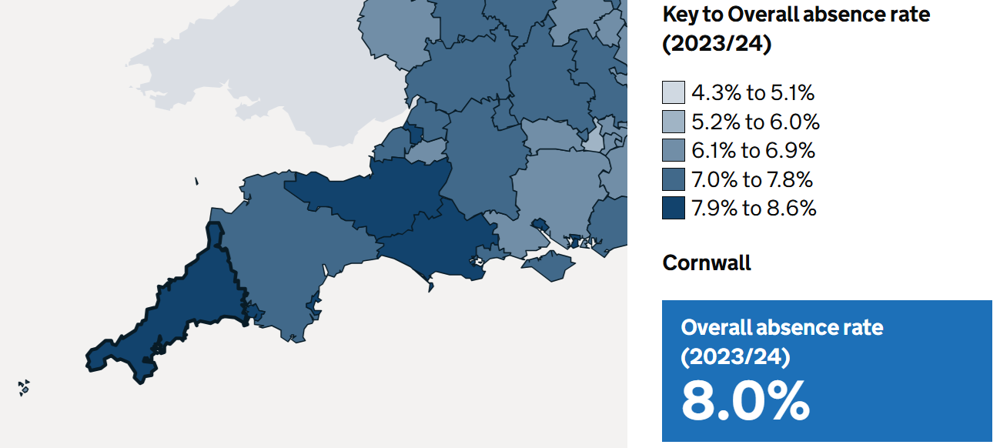 Key to Overall absence rate
(2023/24)
4.3% to 5.1%
5.2% to 6.0%
6.1% to 6.9%
7.0% to 7.8%
7.9% to 8.6%
Cornwall
Overall absence rate
(2023/24)
8.0%